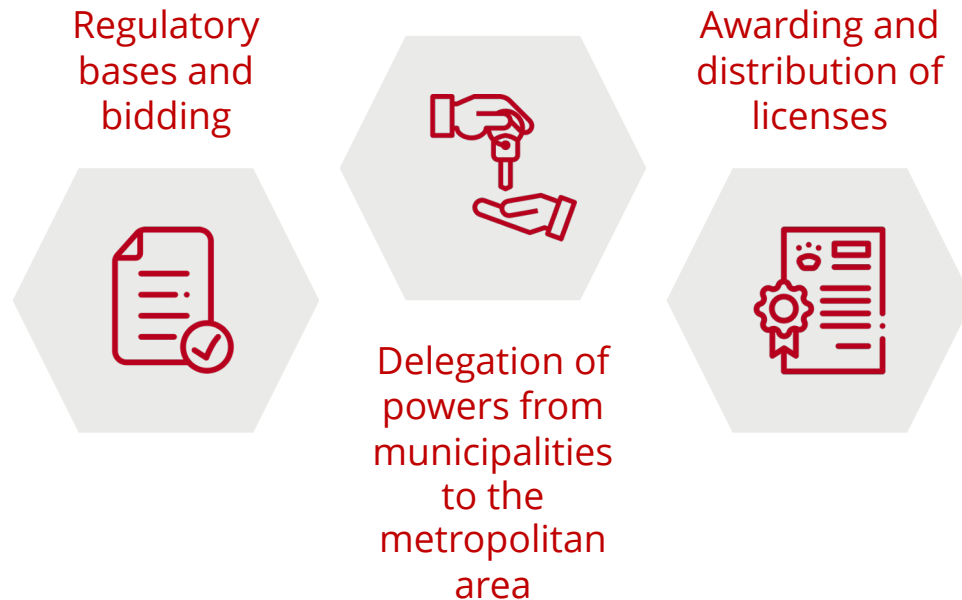 Regulatory
bases and
bidding
Delegation of
powers from
municipalities
to the
metropolitan
area
Awarding and
distribution of
licenses